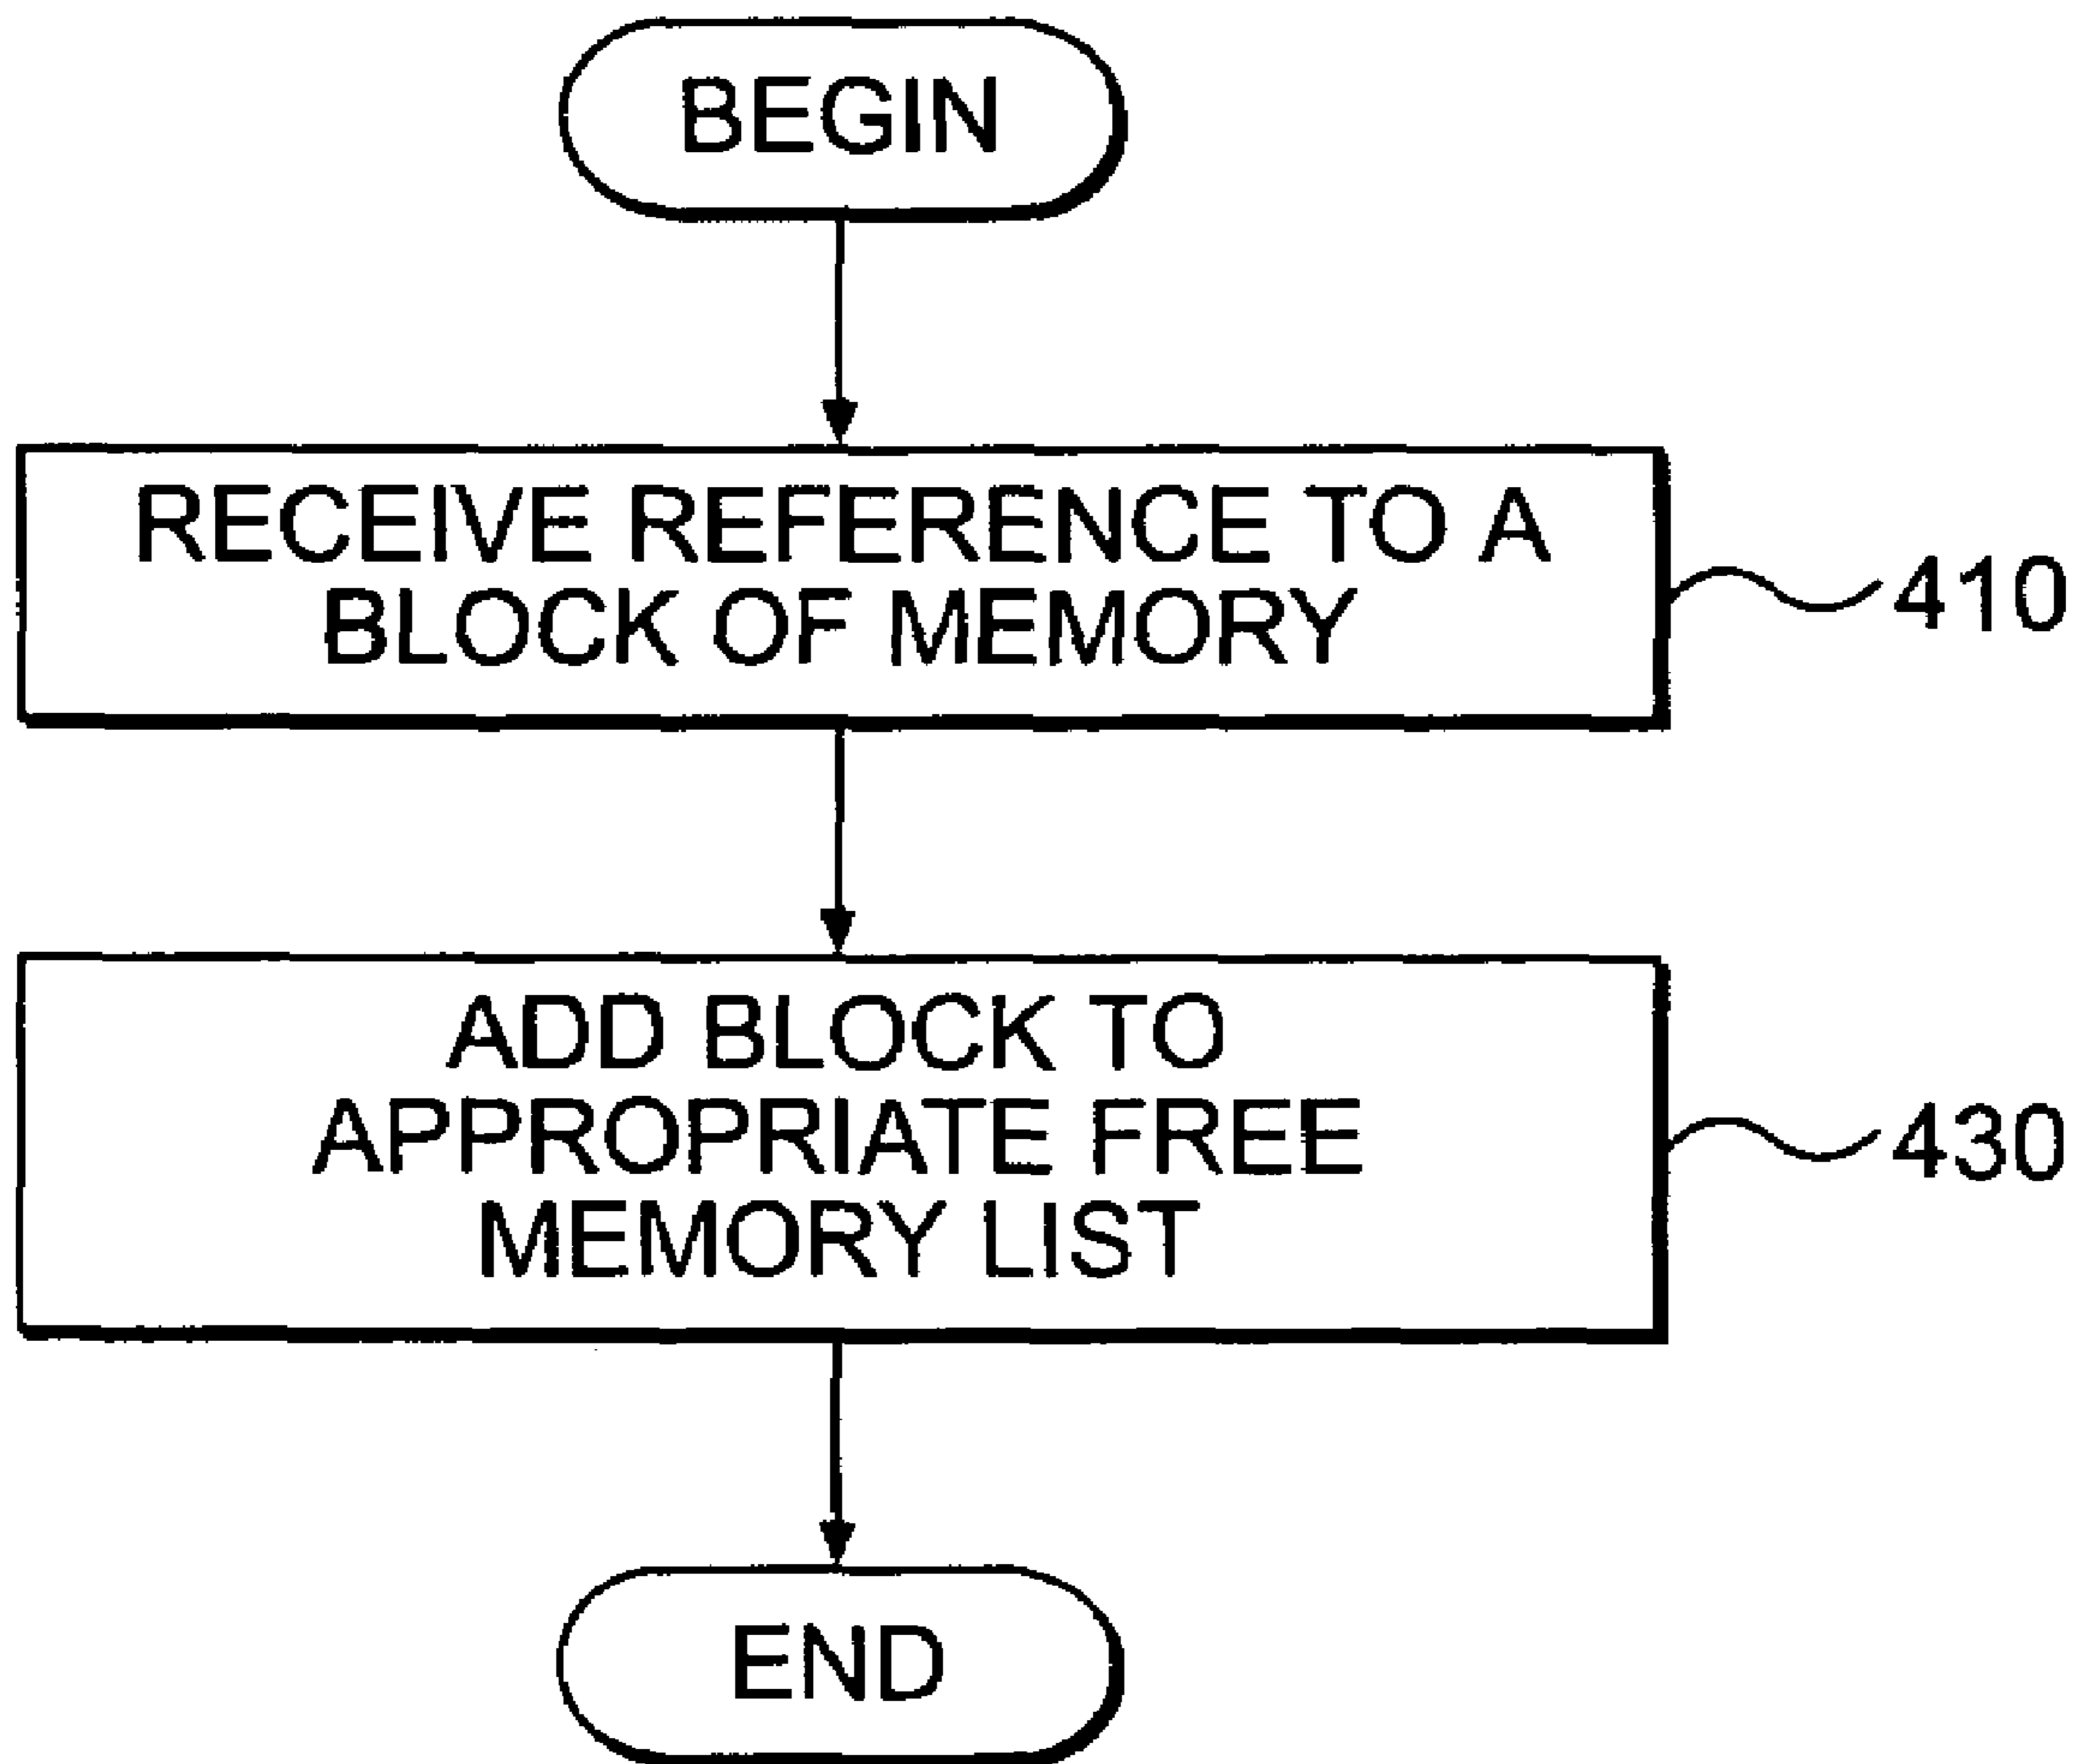 BEGIN
RECEIVE REFERENCE TO A
BLOCK OF MEMORY
410
ADD BLOCK TO
APPROPRIATE FREE
MEMORY LIST
430
END